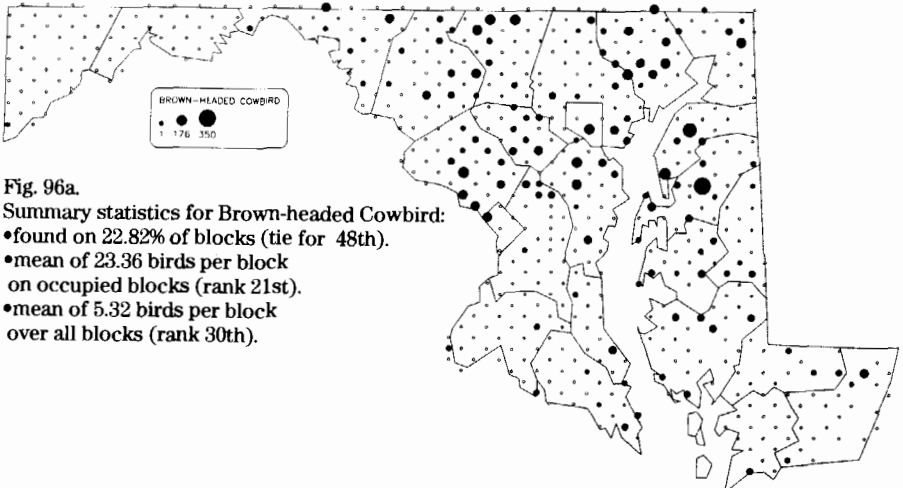 BROWN-HEADED COWBIRD
1 176 350
Fig. 96a.
Summary statistics for Brown-headed Cowbird:
•found on 22.82% of blocks (tie for 48th).
•mean of 23.36 birds per block
on occupied blocks (rank 21st).
•mean of 5.32 birds per block
over all blocks (rank 30th).